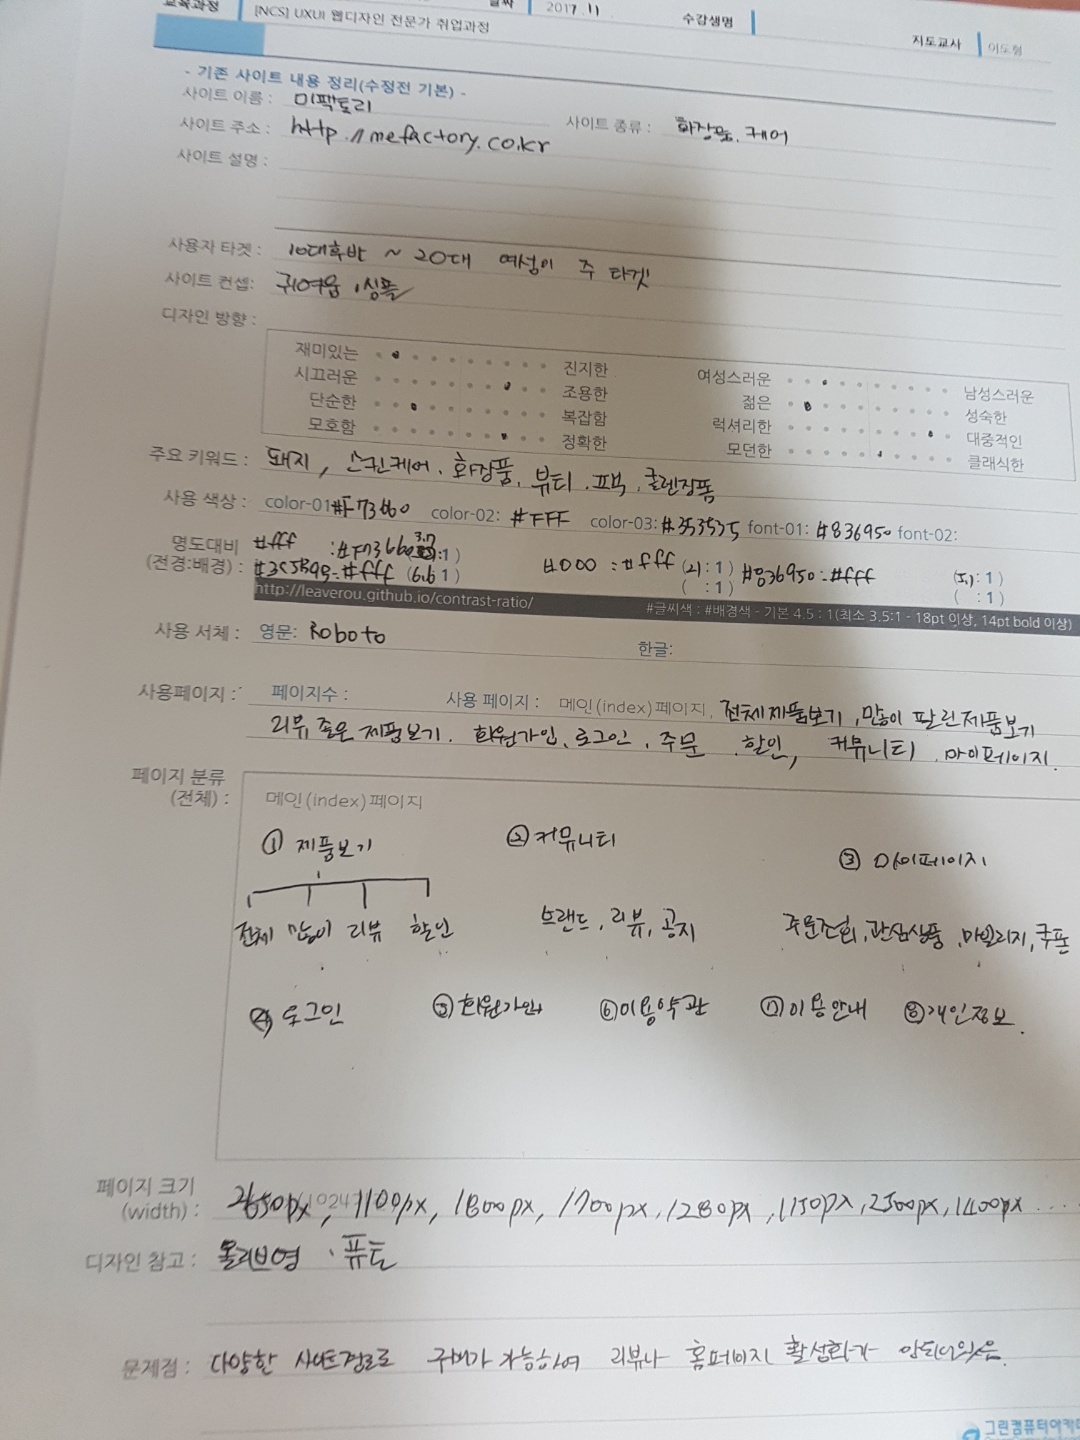 교육과정 [NCS] UXUI 웹디자인 전문가 취업과정 날짜 2017.11 수강생명 지도교사 이도형
- 기존 사이트 내용 정리(수정전 기본) -
사이트 이름 : 미팩토리
사이트 주소 : http://mefactory.co.kr 사이트 종류 : 화장품. 케어
사이트 설명 :
사용자 타겟 : 10대후반 ~ 20대 여성이 주 타겟
사이트 컨셉: 귀여움, 심플
디자인 방향 :
재미있는 진지한 여성스러운 남성스러운
시끄러운 조용한 젊은 성숙한
단순한 복잡함 럭셔리한 대중적인
모호함 정확한 모던한 클래식한
주요 키워드 : 돼지, 스킨케어. 화장품. 뷰티. 팩. 클렌징폼
사용 색상 : color-01 #F73660 color-02: #FFF color-03: #353535 font-01: #836950 font-02:
명도대비 #fff : :1)
(전경:배경) : :#fff (6.6 1) #000 : #fff (21:1) #836950:#fff (5.1:1)
( :1) ( :1)
http://leaverou.github.io/contrast-ratio/ #글씨색 : #배경색 - 기본 4.5 : 1(최소 3.5:1 - 18pt 이상, 14pt bold 이상)
사용 서체 : 영문: Roboto 한글:
사용페이지 : 페이지수 : 사용 페이지 : 메인(index)페이지, 전체제품보기, 많이 팔린제품보기
리뷰 좋은 제품보기. 회원가입. 로그인. 주문. 할인, 커뮤니티. 마이페이지.
페이지 분류
(전체) : 메인(index)페이지
① 제품보기 ② 커뮤니티 ③ 마이페이지
전체 많이 리뷰 할인 브랜드, 리뷰, 공지 주문조회, 관심상품, 마일리지, 쿠폰
④ 로그인 ⑤ 회원가입 ⑥ 이용약관 ⑦ 이용안내 ⑧ 개인정보.
페이지 크기
(width) : 2650px, 1100px, 1800px, 1700px, 1280px, 1150px, 2500px, 1400px ....
디자인 참고 : 올리브영. 퓨토
문제점 : 다양한 사이트경로로 구매가 가능하여 리뷰나 홈페이지 활성화가 안되어있음.
그린컴퓨터아카데